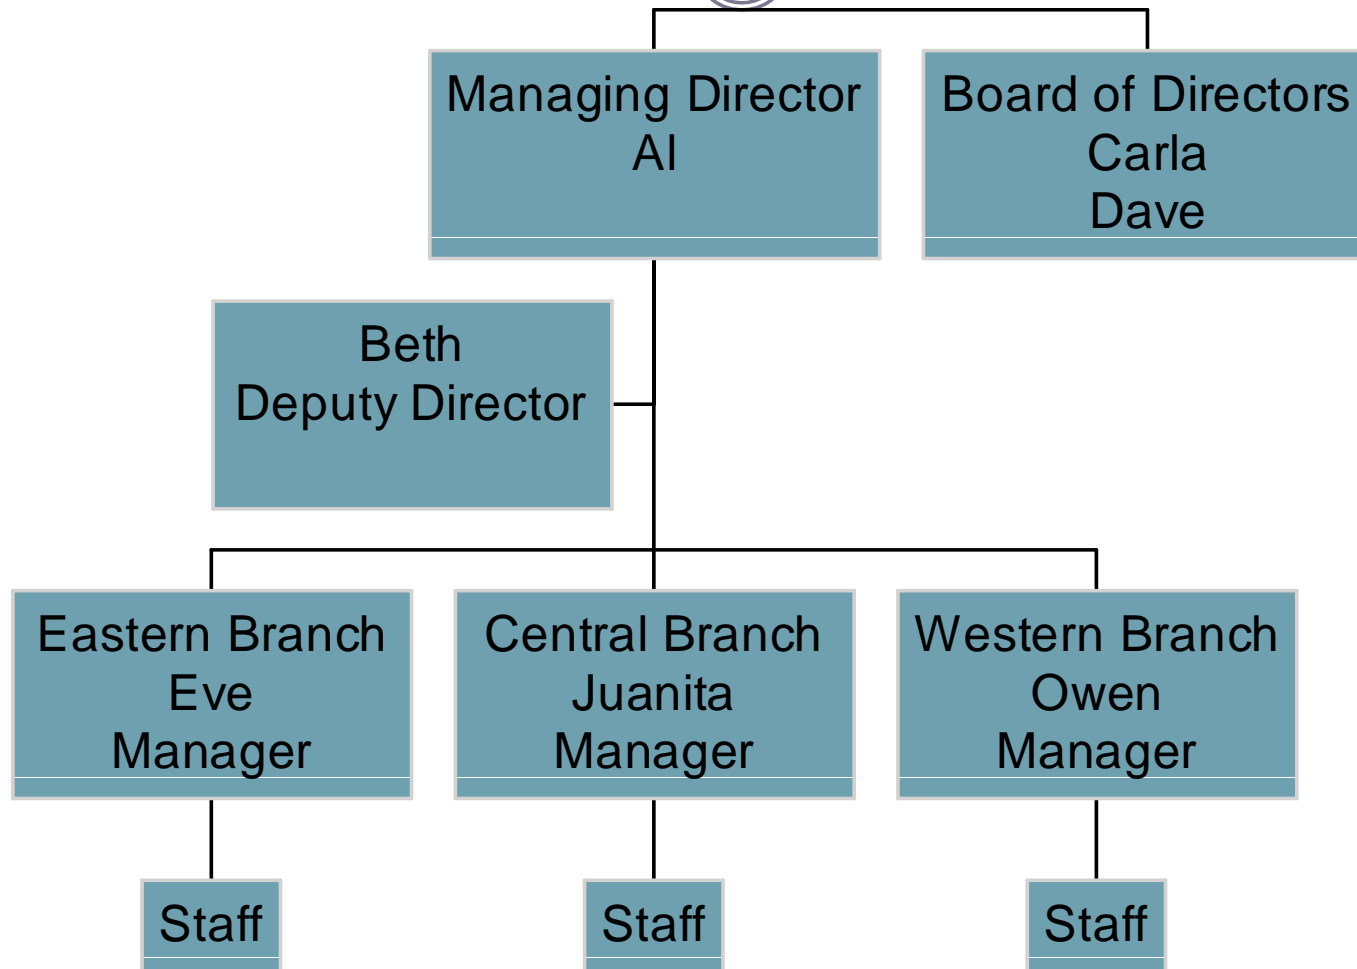 Managing Director
Al
Board of Directors
Carla
Dave
Beth
Deputy Director
Eastern Branch
Eve
Manager
Central Branch
Juanita
Manager
Western Branch
Owen
Manager
Staff
Staff
Staff